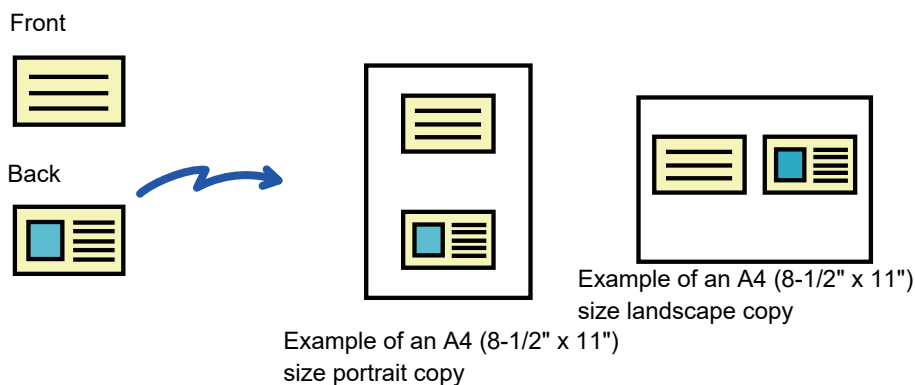 Front
Back
Example of an A4 (8-1/2" x 11")
size portrait copy
Example of an A4 (8-1/2" x 11")
size landscape copy